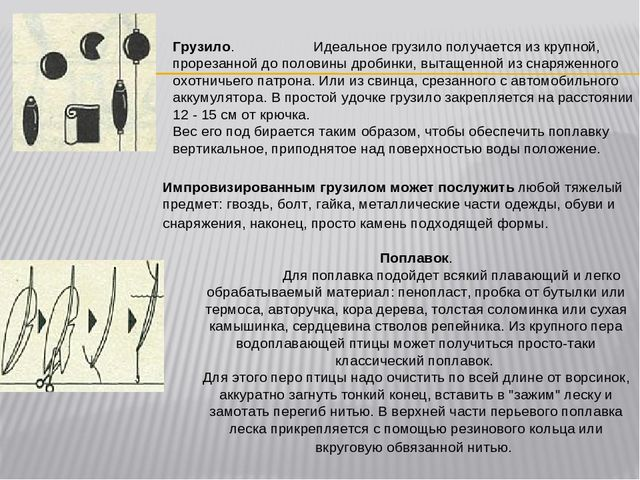 Грузило. Идеальное грузило получается из крупной,
прорезанной до половины дробинки, вытащенной из снаряженного
охотничьего патрона. Или из свинца, срезанного с автомобильного
аккумулятора. В простой удочке грузило закрепляется на расстоянии
12 - 15 см от крючка.
Вес его под бирается таким образом, чтобы обеспечить поплавку
вертикальное, приподнятое над поверхностью воды положение.
Импровизированным грузилом может послужить любой тяжелый
предмет: гвоздь, болт, гайка, металлические части одежды, обуви и
снаряжения, наконец, просто камень подходящей формы.
Поплавок.
Для поплавка подойдет всякий плавающий и легко
обрабатываемый материал: пенопласт, пробка от бутылки или
термоса, авторучка, кора дерева, толстая соломинка или сухая
камышинка, сердцевина стволов репейника. Из крупного пера
водоплавающей птицы может получиться просто-таки
классический поплавок.
Для этого перо птицы надо очистить по всей длине от ворсинок,
аккуратно загнуть тонкий конец, вставить в "зажим" леску и
замотать перегиб нитью. В верхней части перьевого поплавка
леска прикрепляется с помощью резинового кольца или
вкруговую обвязанной нитью.